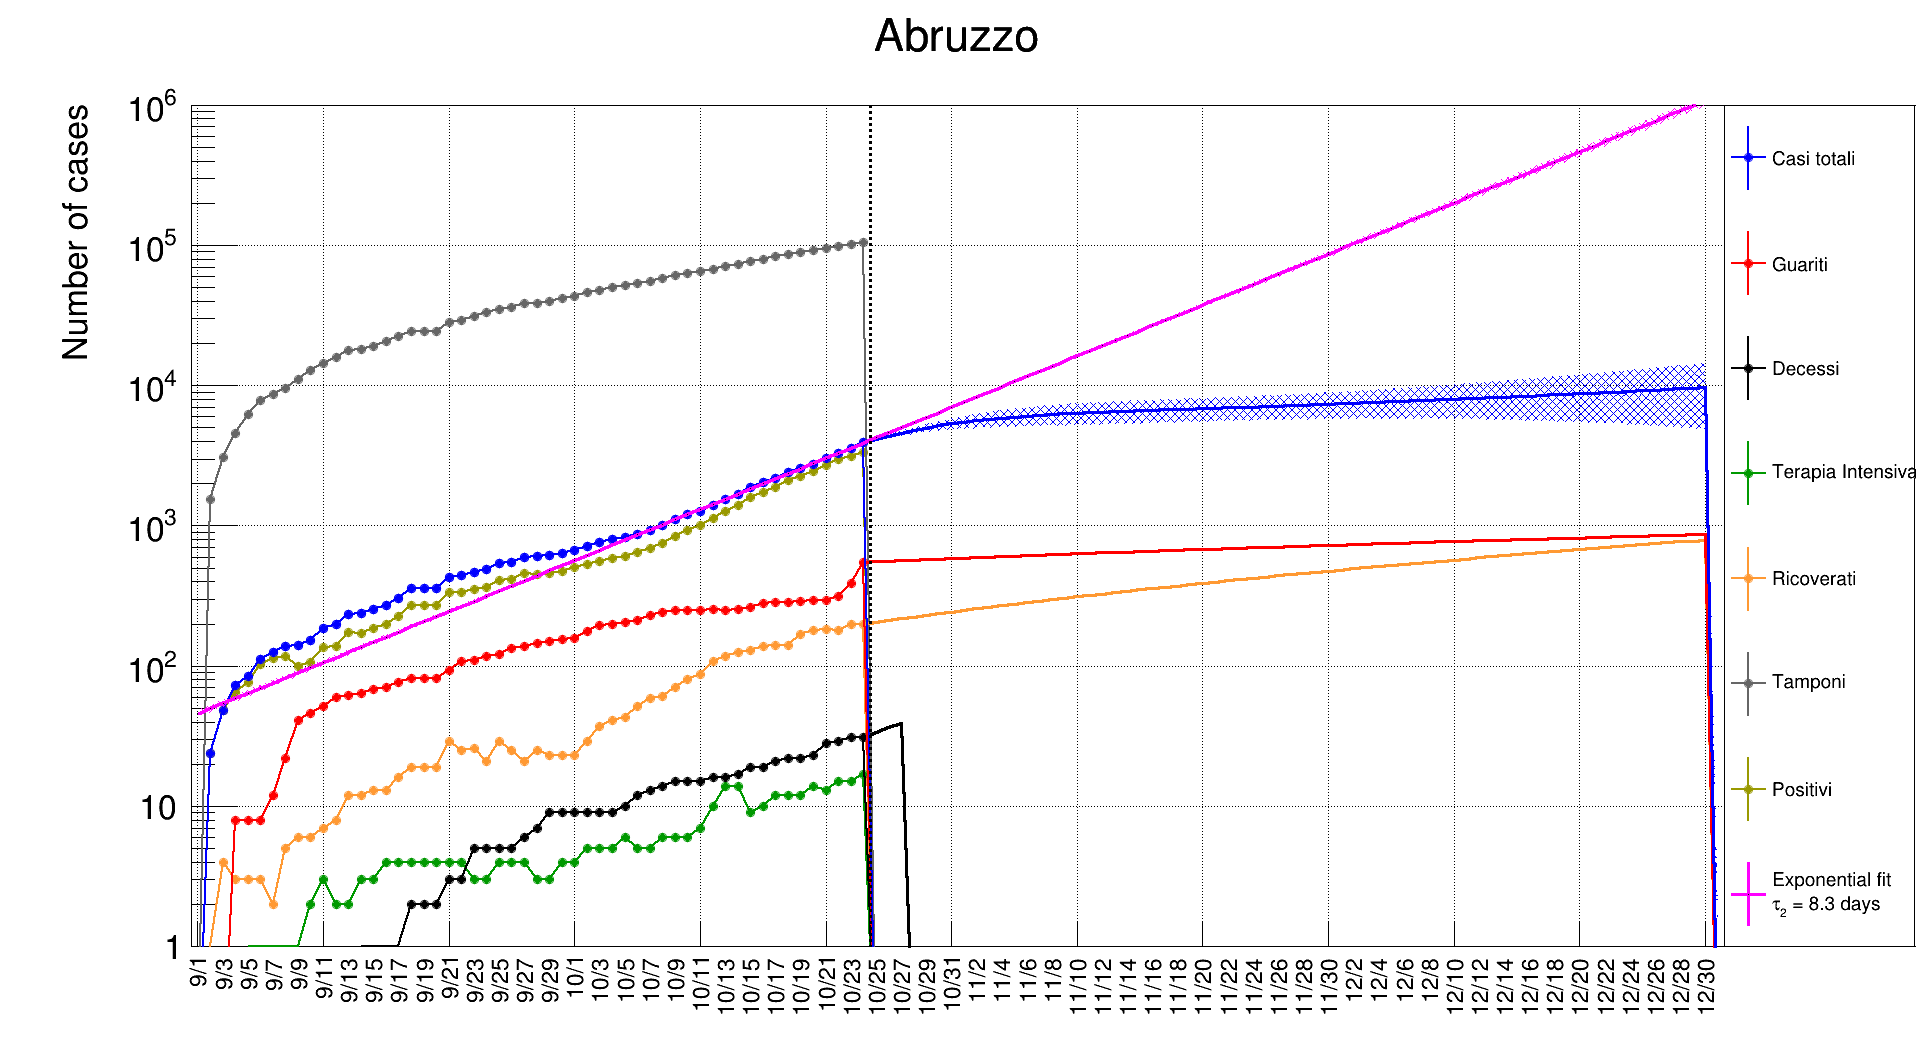 Abruzzo
Number of cases
10^6
10^5
10^4
10^3
10^2
10
1
9/1 9/3 9/5 9/7 9/9 9/11 9/13 9/15 9/17 9/19 9/21 9/23 9/25 9/27 9/29 10/1 10/3 10/5 10/7 10/9 10/11 10/13 10/15 10/17 10/19 10/21 10/23 10/25 10/27 10/29 10/31 11/2 11/4 11/6 11/8 11/10 11/12 11/14 11/16 11/18 11/20 11/22 11/24 11/26 11/28 11/30 12/2 12/4 12/6 12/8 12/10 12/12 12/14 12/16 12/18 12/20 12/22 12/24 12/26 12/28 12/30
Casi totali
Guariti
Decessi
Terapia Intensiva
Ricoverati
Tamponi
Positivi
Exponential fit
τ₂ = 8.3 days